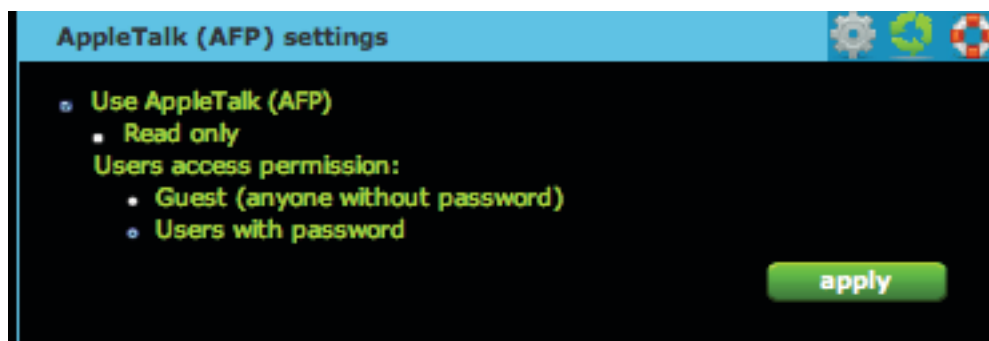 AppleTalk (AFP) settings
Use AppleTalk (AFP)
Read only
Users access permission:
Guest (anyone without password)
Users with password
apply